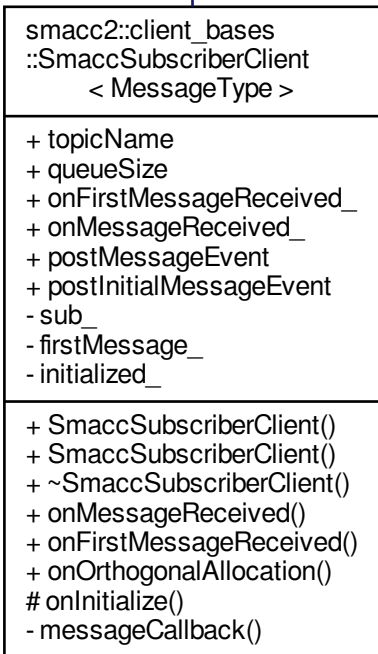 smacc2::client_bases
::SmaccSubscriberClient
< MessageType >
+ topicName
+ queueSize
+ onFirstMessageReceived_
+ onMessageReceived_
+ postMessageEvent
+ postInitialMessageEvent
- sub_
- firstMessage_
- initialized_
+ SmaccSubscriberClient()
+ SmaccSubscriberClient()
+ ~SmaccSubscriberClient()
+ onMessageReceived()
+ onFirstMessageReceived()
+ onOrthogonalAllocation()
# onInitialize()
- messageCallback()